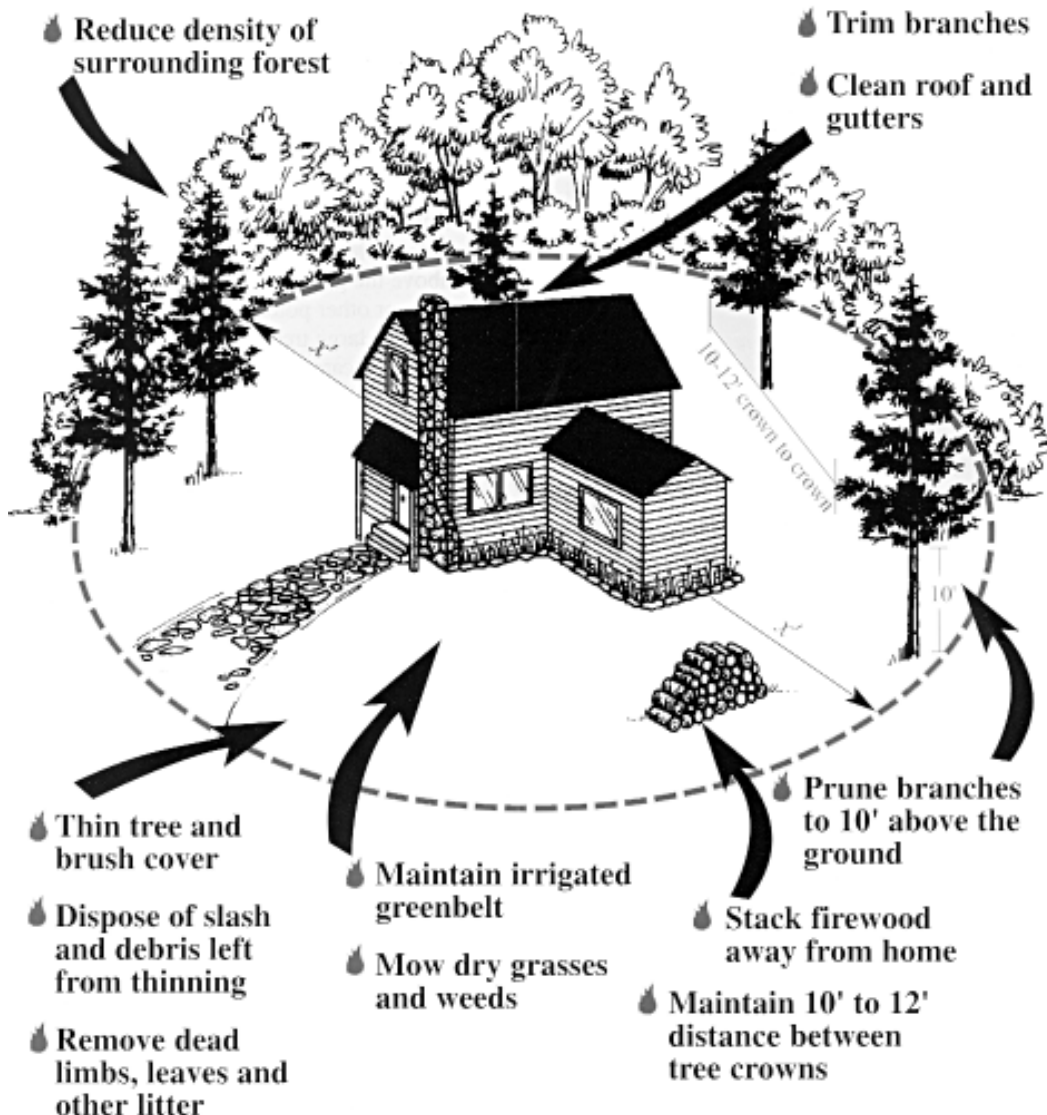 Reduce density of
surrounding forest
Trim branches
Clean roof and
gutters
10-12' crown to crown
10'
Thin tree and
brush cover
Dispose of slash
and debris left
from thinning
Remove dead
limbs, leaves and
other litter
Maintain irrigated
greenbelt
Mow dry grasses
and weeds
Prune branches
to 10' above the
ground
Stack firewood
away from home
Maintain 10' to 12'
distance between
tree crowns